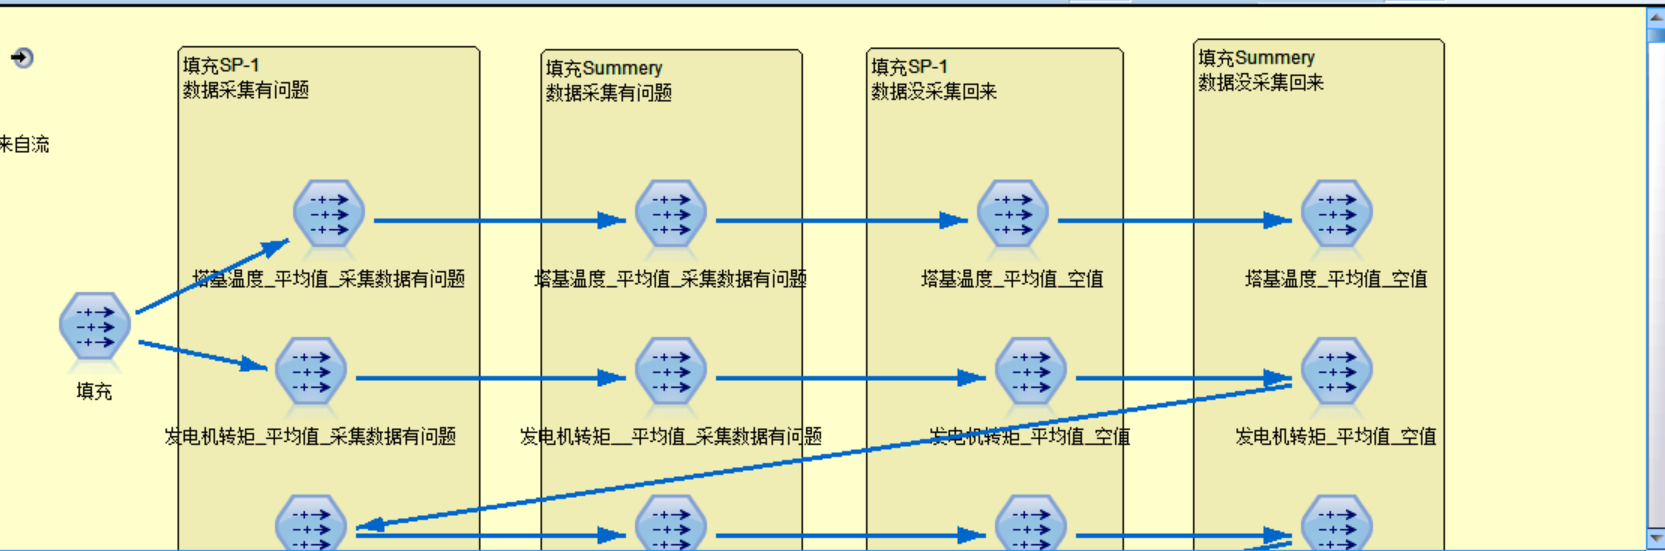 填充SP-1
数据采集有问题
填充Summery
数据采集有问题
填充SP-1
数据没采集回来
填充Summery
数据没采集回来
来自流
塔基温度_平均值_采集数据有问题
塔基温度_平均值_采集数据有问题
塔基温度_平均值_空值
塔基温度_平均值_空值
填充
发电机转矩_平均值_采集数据有问题
发电机转矩__平均值_采集数据有问题
发电机转矩_平均值_空值
发电机转矩_平均值_空值